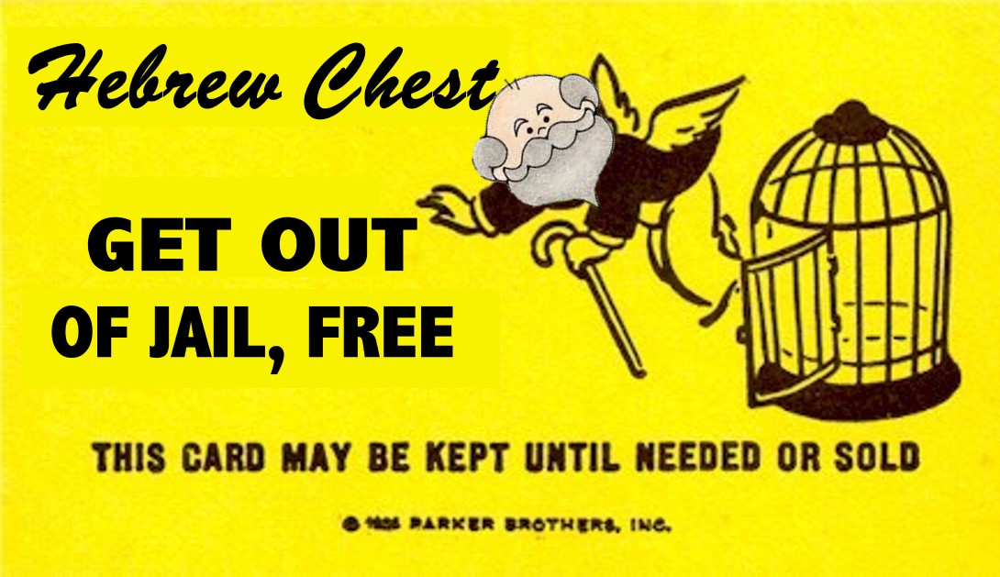 Hebrew Chest
GET OUT
OF JAIL, FREE
THIS CARD MAY BE KEPT UNTIL NEEDED OR SOLD
© PARKER BROTHERS, INC.